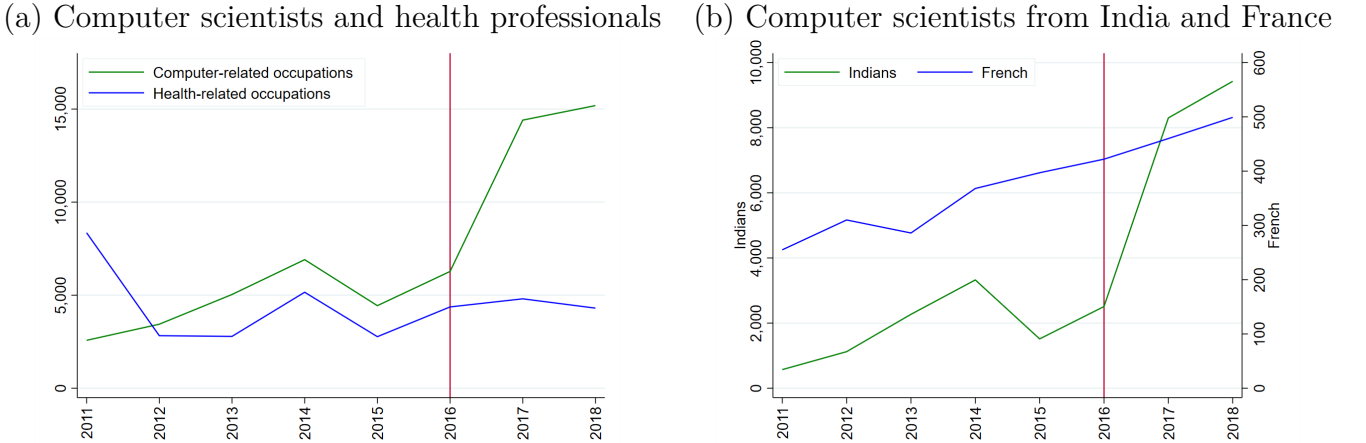 (a) Computer scientists and health professionals
Computer-related occupations
Health-related occupations
15,000
10,000
5,000
0
2011 2012 2013 2014 2015 2016 2017 2018
(b) Computer scientists from India and France
Indians French
10,000
8,000
6,000
4,000
2,000
0
Indians
600
500
400
300
200
100
0
French
2011 2012 2013 2014 2015 2016 2017 2018